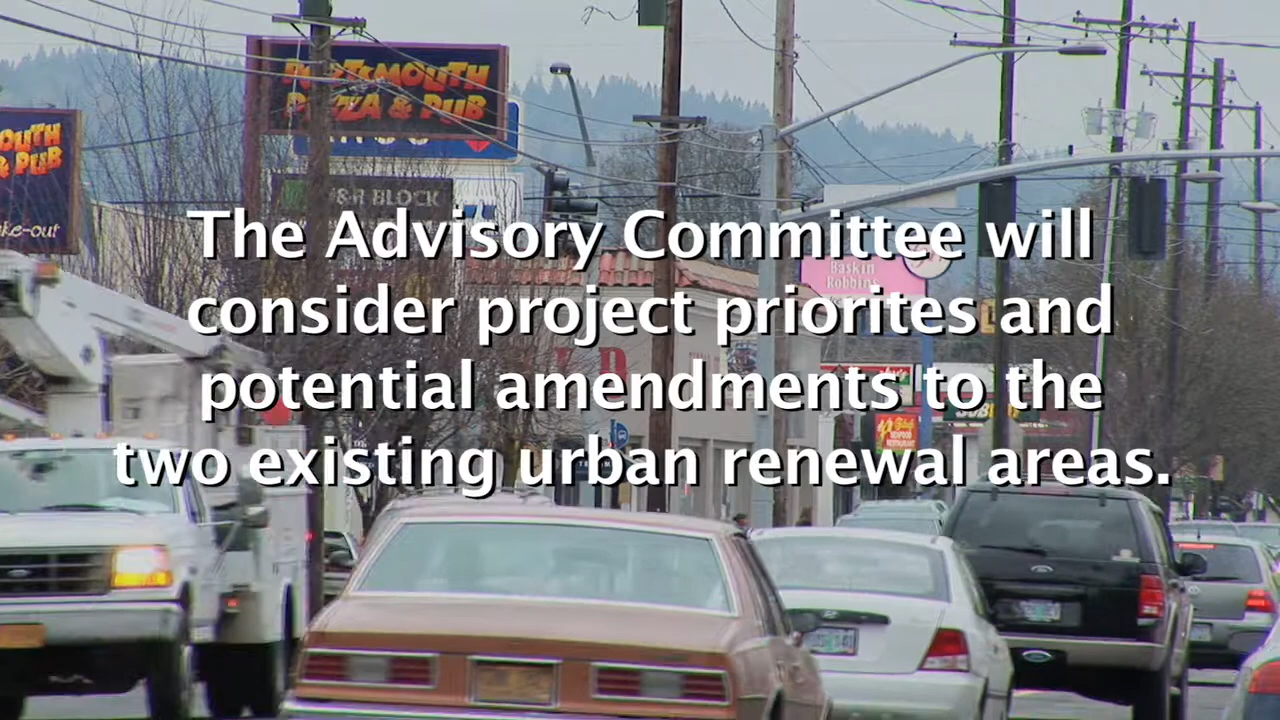 PORTSMOUTH
PIZZA & PUB
OUTH
& PUB
ke-out
H&R BLOCK
The Advisory Committee will
consider project priorites and
potential amendments to the
two existing urban renewal areas.
Baskin
Robbins